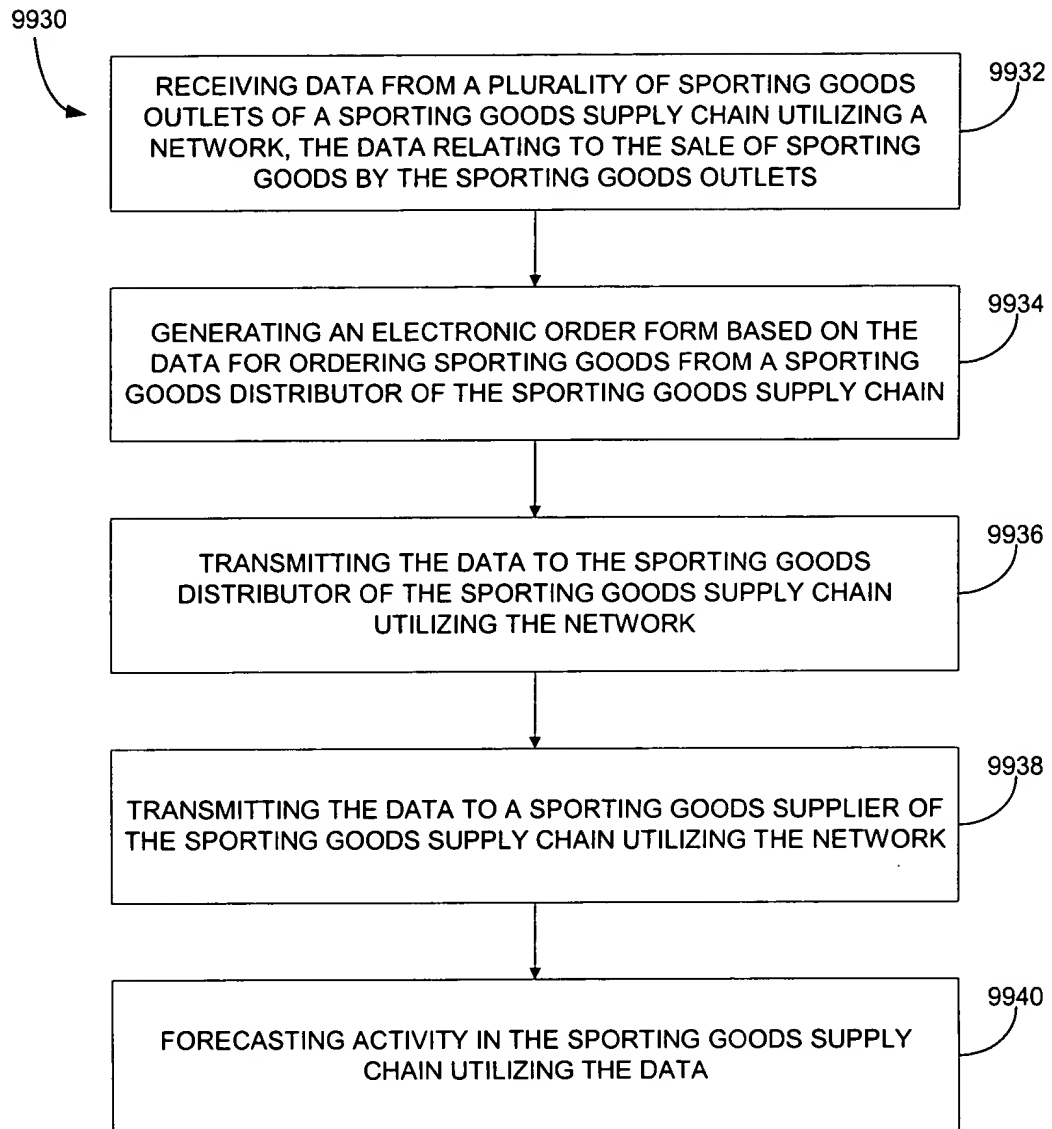 9930
9932
RECEIVING DATA FROM A PLURALITY OF SPORTING GOODS
OUTLETS OF A SPORTING GOODS SUPPLY CHAIN UTILIZING A
NETWORK, THE DATA RELATING TO THE SALE OF SPORTING
GOODS BY THE SPORTING GOODS OUTLETS
9934
GENERATING AN ELECTRONIC ORDER FORM BASED ON THE
DATA FOR ORDERING SPORTING GOODS FROM A SPORTING
GOODS DISTRIBUTOR OF THE SPORTING GOODS SUPPLY CHAIN
9936
TRANSMITTING THE DATA TO THE SPORTING GOODS
DISTRIBUTOR OF THE SPORTING GOODS SUPPLY CHAIN
UTILIZING THE NETWORK
9938
TRANSMITTING THE DATA TO A SPORTING GOODS SUPPLIER OF
THE SPORTING GOODS SUPPLY CHAIN UTILIZING THE NETWORK
9940
FORECASTING ACTIVITY IN THE SPORTING GOODS SUPPLY
CHAIN UTILIZING THE DATA